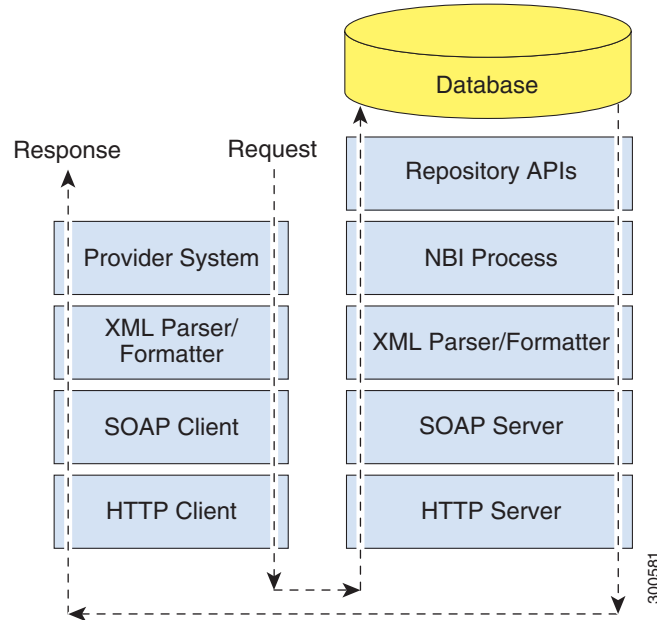 Database
Response
Request
Repository APIs
Provider System
NBI Process
XML Parser/
Formatter
XML Parser/Formatter
SOAP Client
SOAP Server
HTTP Client
HTTP Server
300581